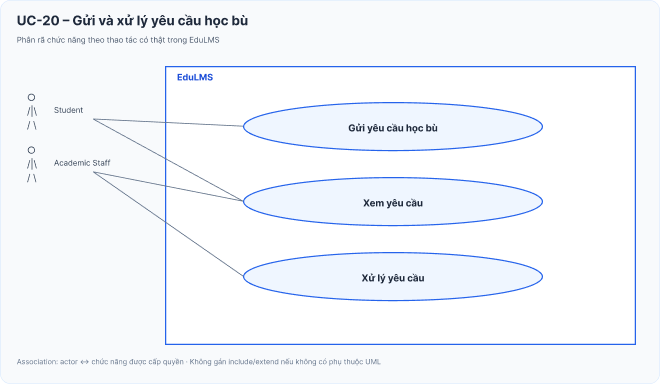 UC-20 – Gửi và xử lý yêu cầu học bù
Phân rã chức năng theo thao tác có thật trong EduLMS
EduLMS
Student
Gửi yêu cầu học bù
Academic Staff
Xem yêu cầu
Xử lý yêu cầu
Association: actor ↔ chức năng được cấp quyền · Không gán include/extend nếu không có phụ thuộc UML